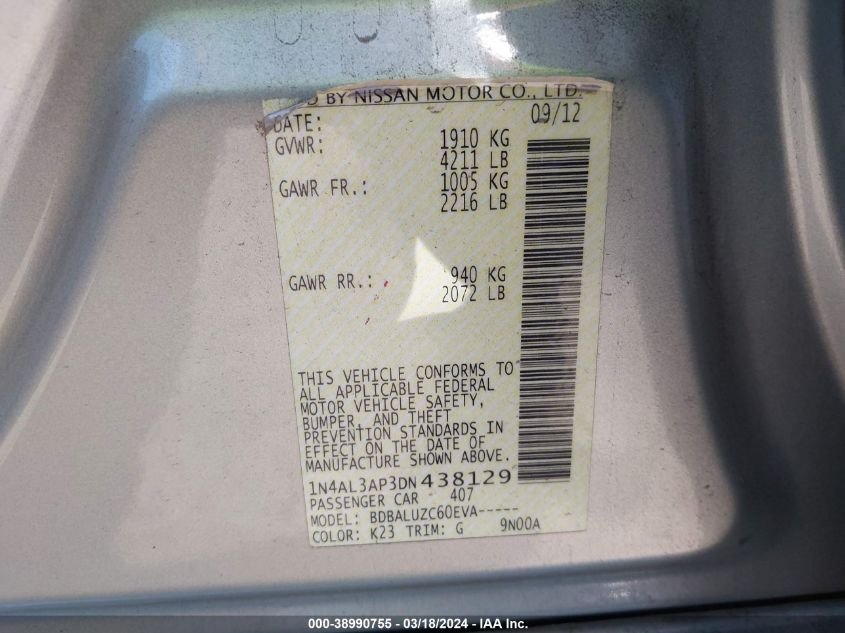 D BY NISSAN MOTOR CO., LTD.
DATE: 09/12
GVWR: 1910 KG
4211 LB
GAWR FR.: 1005 KG
2216 LB
GAWR RR.: 940 KG
2072 LB
THIS VEHICLE CONFORMS TO
ALL APPLICABLE FEDERAL
MOTOR VEHICLE SAFETY,
BUMPER, AND THEFT
PREVENTION STANDARDS IN
EFFECT ON THE DATE OF
MANUFACTURE SHOWN ABOVE.
1N4AL3AP3DN438129
PASSENGER CAR 407
MODEL: BDBALUZC60EVA-----
COLOR: K23 TRIM: G 9N00A
000-38990755 — 03/18/2024 — IAA Inc.